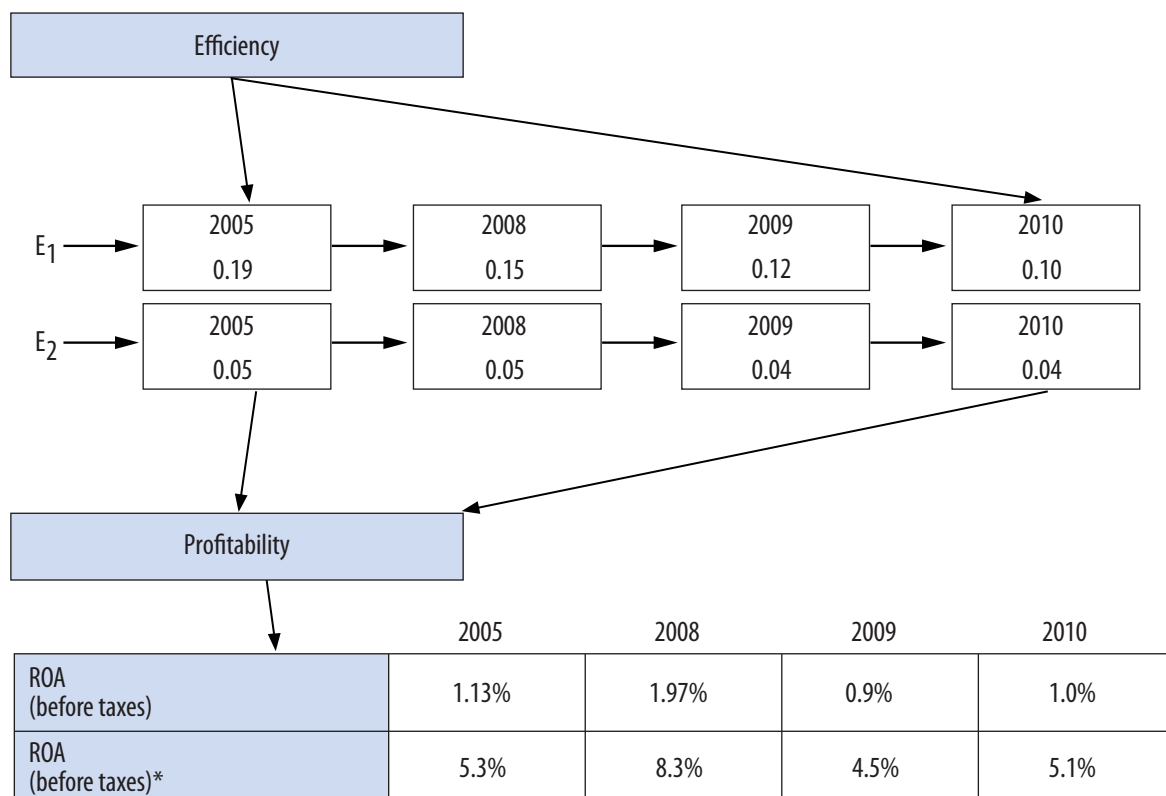 Efficiency
E1
2005
0.19
2008
0.15
2009
0.12
2010
0.10
E2
2005
0.05
2008
0.05
2009
0.04
2010
0.04
Profitability
2005 2008 2009 2010
ROA
(before taxes) 1.13% 1.97% 0.9% 1.0%
ROA
(before taxes)* 5.3% 8.3% 4.5% 5.1%